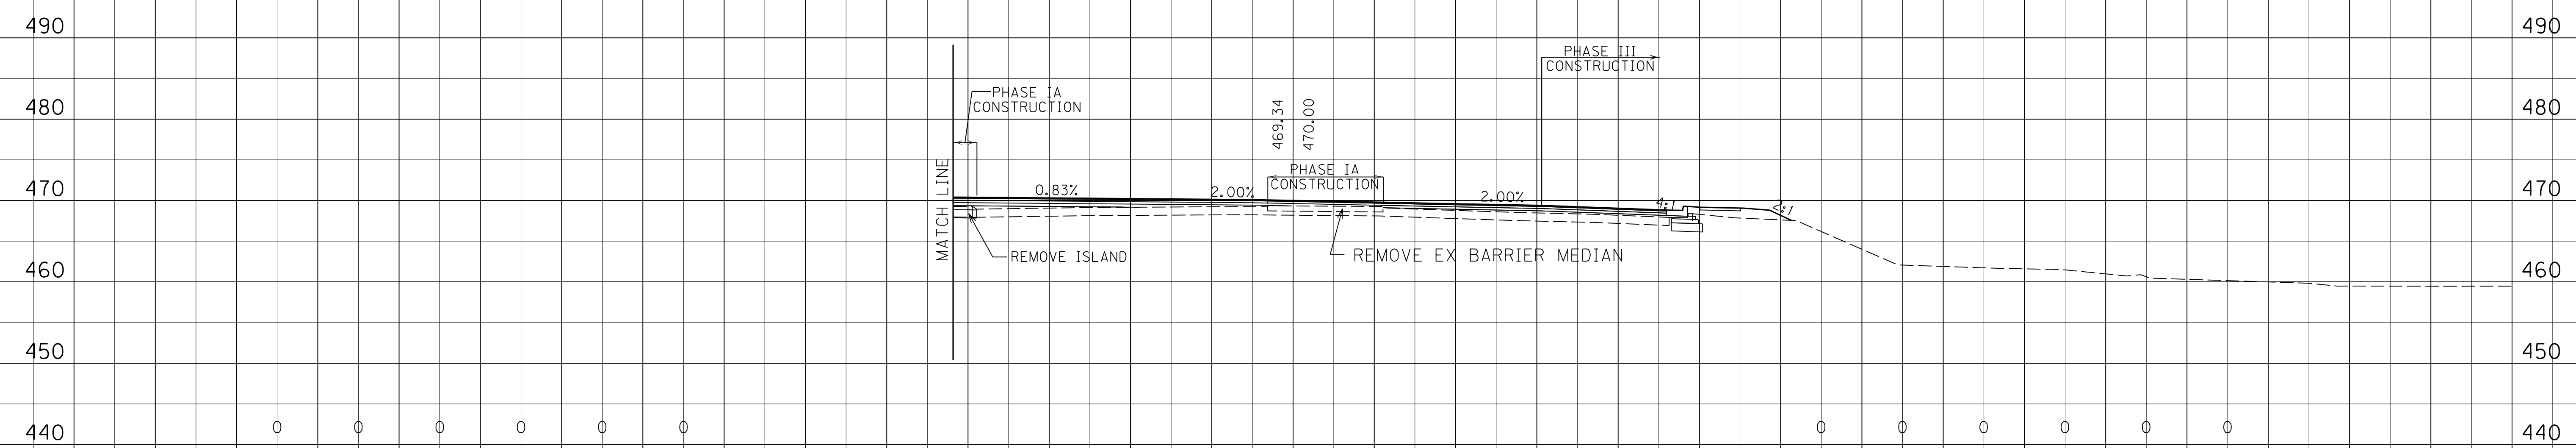 490
490
PHASE III
CONSTRUCTION
PHASE IA
CONSTRUCTION
480
469.34
470.00
480
MATCH LINE
PHASE IA
CONSTRUCTION
470
0.83%
2.00%
2.00%
4:1
2:1
470
REMOVE ISLAND
REMOVE EX BARRIER MEDIAN
460
460
450
450
0 0 0 0 0 0 0 0 0 0 0 0
440
440